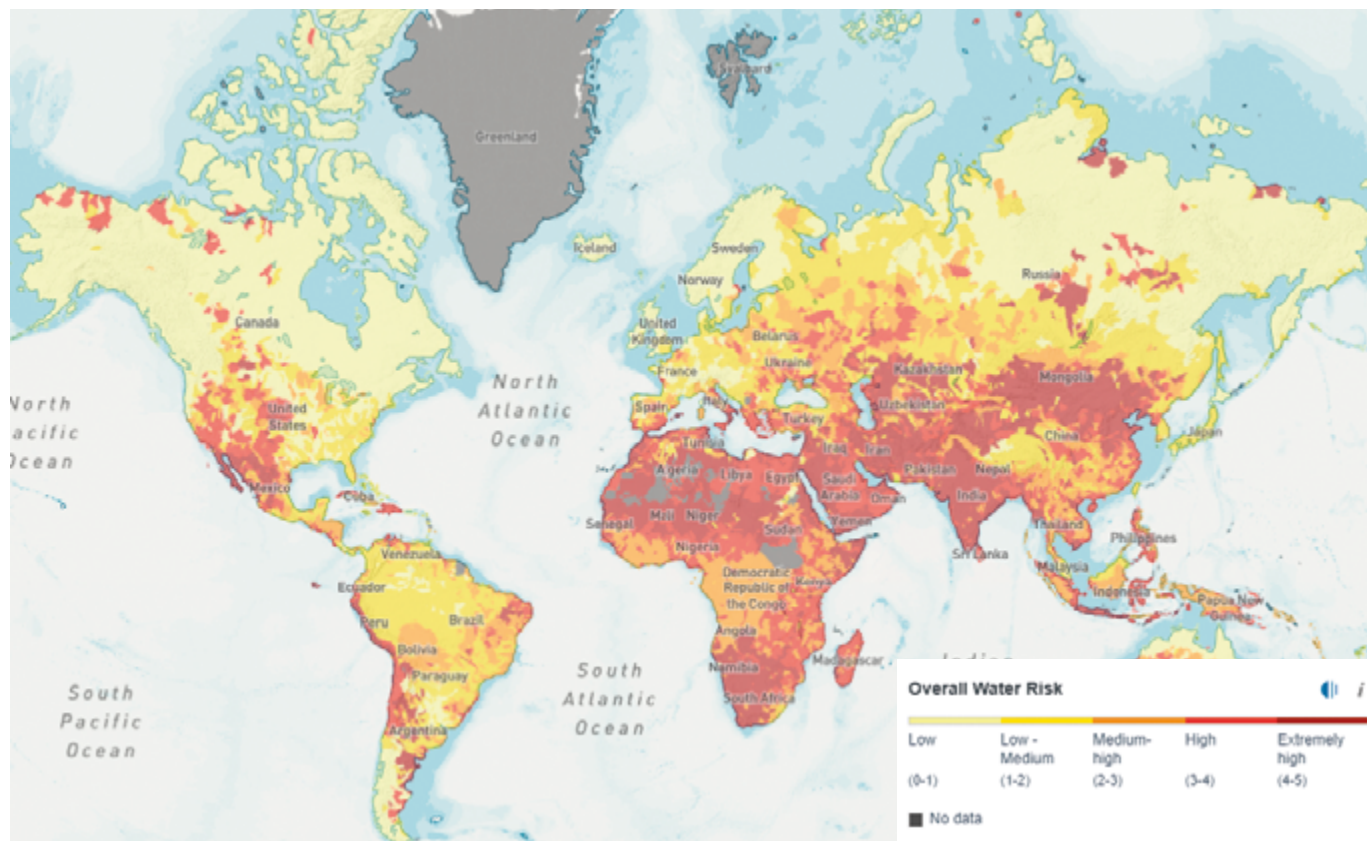 Svalbard
Greenland
Iceland
Sweden
Norway
Russia
Canada
United
Kingdom
Belarus
Ukraine
France
Kazakhstan
Mongolia
North
Atlantic
Ocean
North
acific
cean
United
States
Spain
Italy
Turkey
Uzbekistan
China
Japan
Tunisia
Iraq
Iran
Algeria
Libya
Egypt
Pakistan
Nepal
Mexico
Cuba
Saudi
Arabia
Oman
India
Senegal
Mali
Niger
Sudan
Yemen
Thailand
Philippines
Venezuela
Nigeria
Sri Lanka
Malaysia
Ecuador
Democratic
Republic of
the Congo
Kenya
Indonesia
Papua New
Guinea
Peru
Brazil
Angola
Bolivia
Paraguay
Namibia
Madagascar
South
Pacific
Ocean
South
Atlantic
Ocean
South Africa
Argentina
Overall Water Risk
i
Low
(0-1)
Low -
Medium
(1-2)
Medium-
high
(2-3)
High
(3-4)
Extremely
high
(4-5)
No data